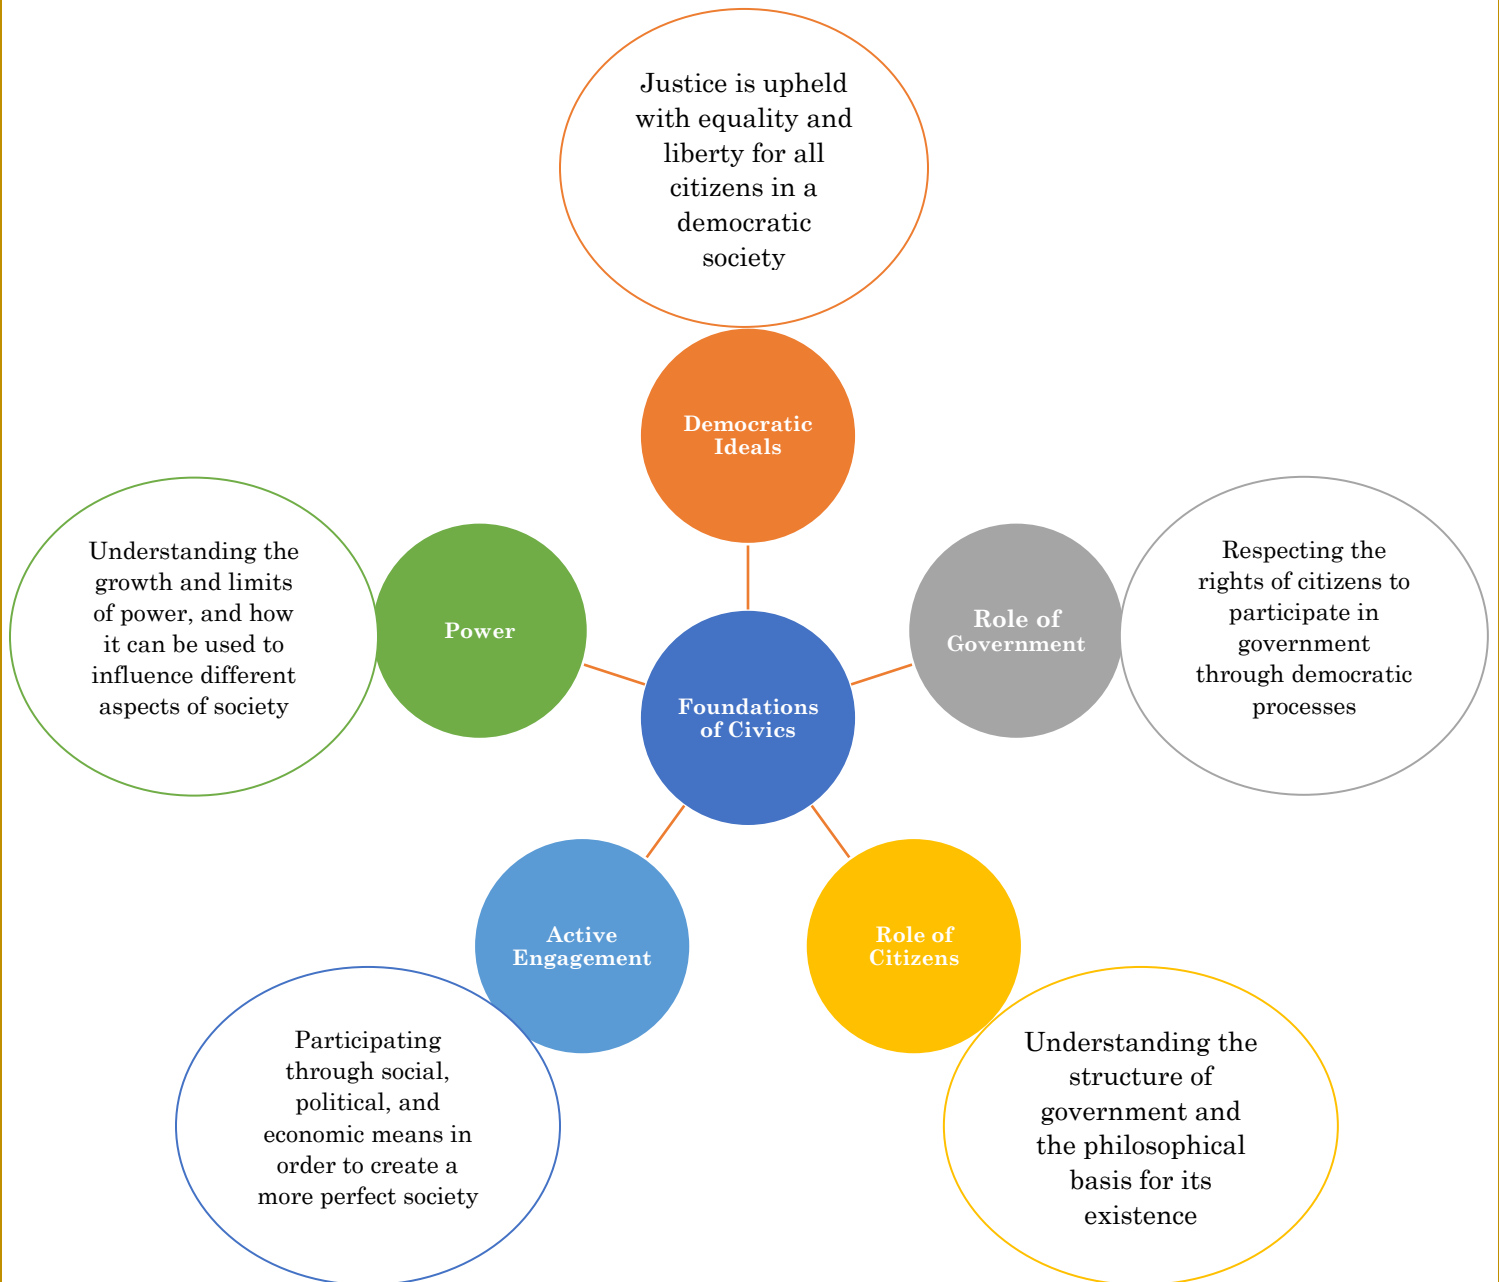 Justice is upheld
with equality and
liberty for all
citizens in a
democratic
society
Democratic
Ideals
Understanding the
growth and limits
of power, and how
it can be used to
influence different
aspects of society
Power
Role of
Government
Respecting the
rights of citizens to
participate in
government
through democratic
processes
Foundations
of Civics
Active
Engagement
Role of
Citizens
Participating
through social,
political, and
economic means in
order to create a
more perfect society
Understanding the
structure of
government and
the philosophical
basis for its
existence